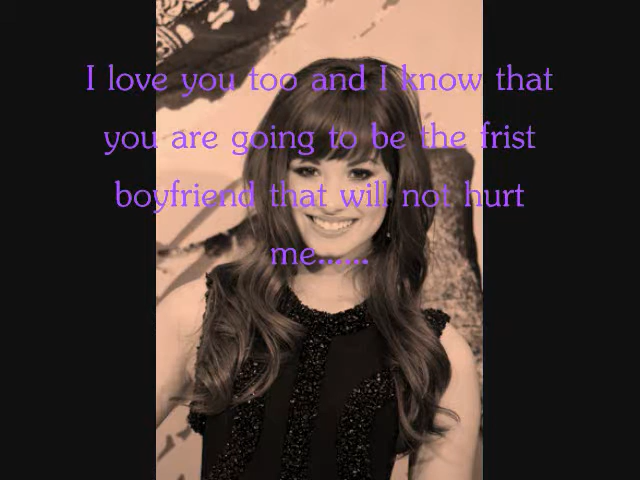 I love you too and I know that
you are going to be the frist
boyfriend that will not hurt
me......